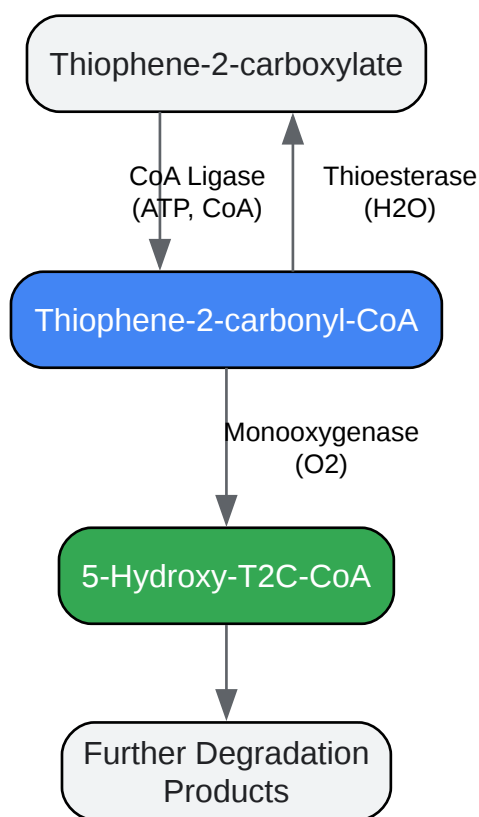 Thiophene-2-carboxylate
CoA Ligase
(ATP, CoA)
Thioesterase
(H2O)
Thiophene-2-carbonyl-CoA
Monooxygenase
(O2)
5-Hydroxy-T2C-CoA
Further Degradation
Products